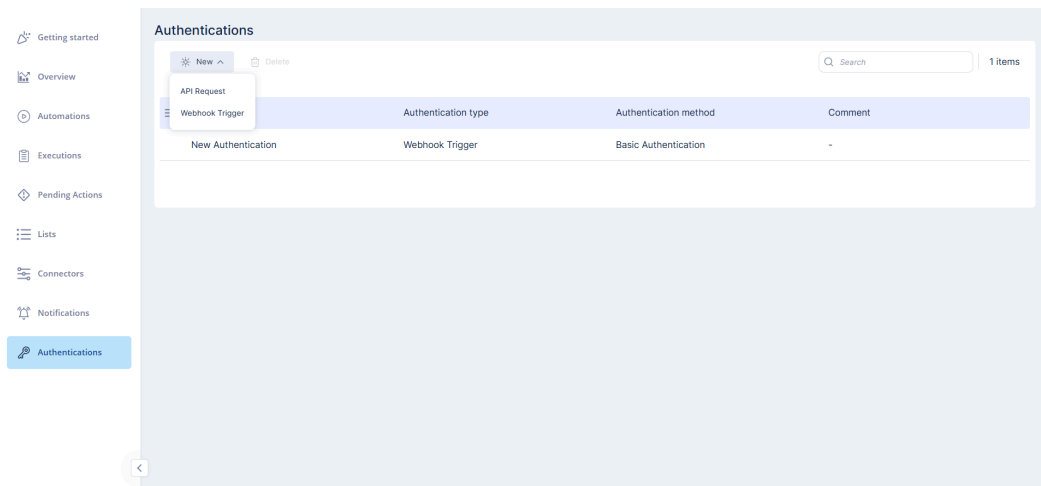 Getting started
Overview
Automations
Executions
Pending Actions
Lists
Connectors
Notifications
Authentications
Authentications
New
Delete
Search
1 items
API Request
Webhook Trigger
Authentication type
Authentication method
Comment
New Authentication
Webhook Trigger
Basic Authentication
-